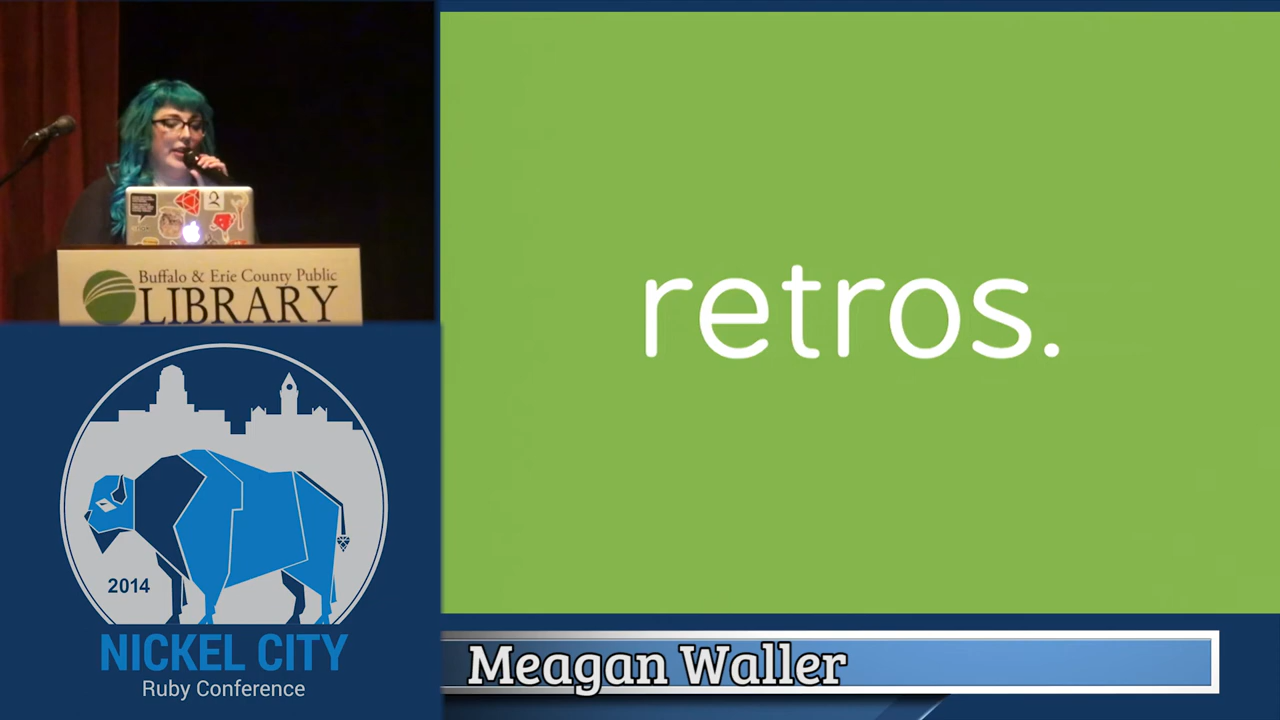 retros.
Buffalo & Erie County Public
LIBRARY
2014
NICKEL CITY
Ruby Conference
Meagan Waller